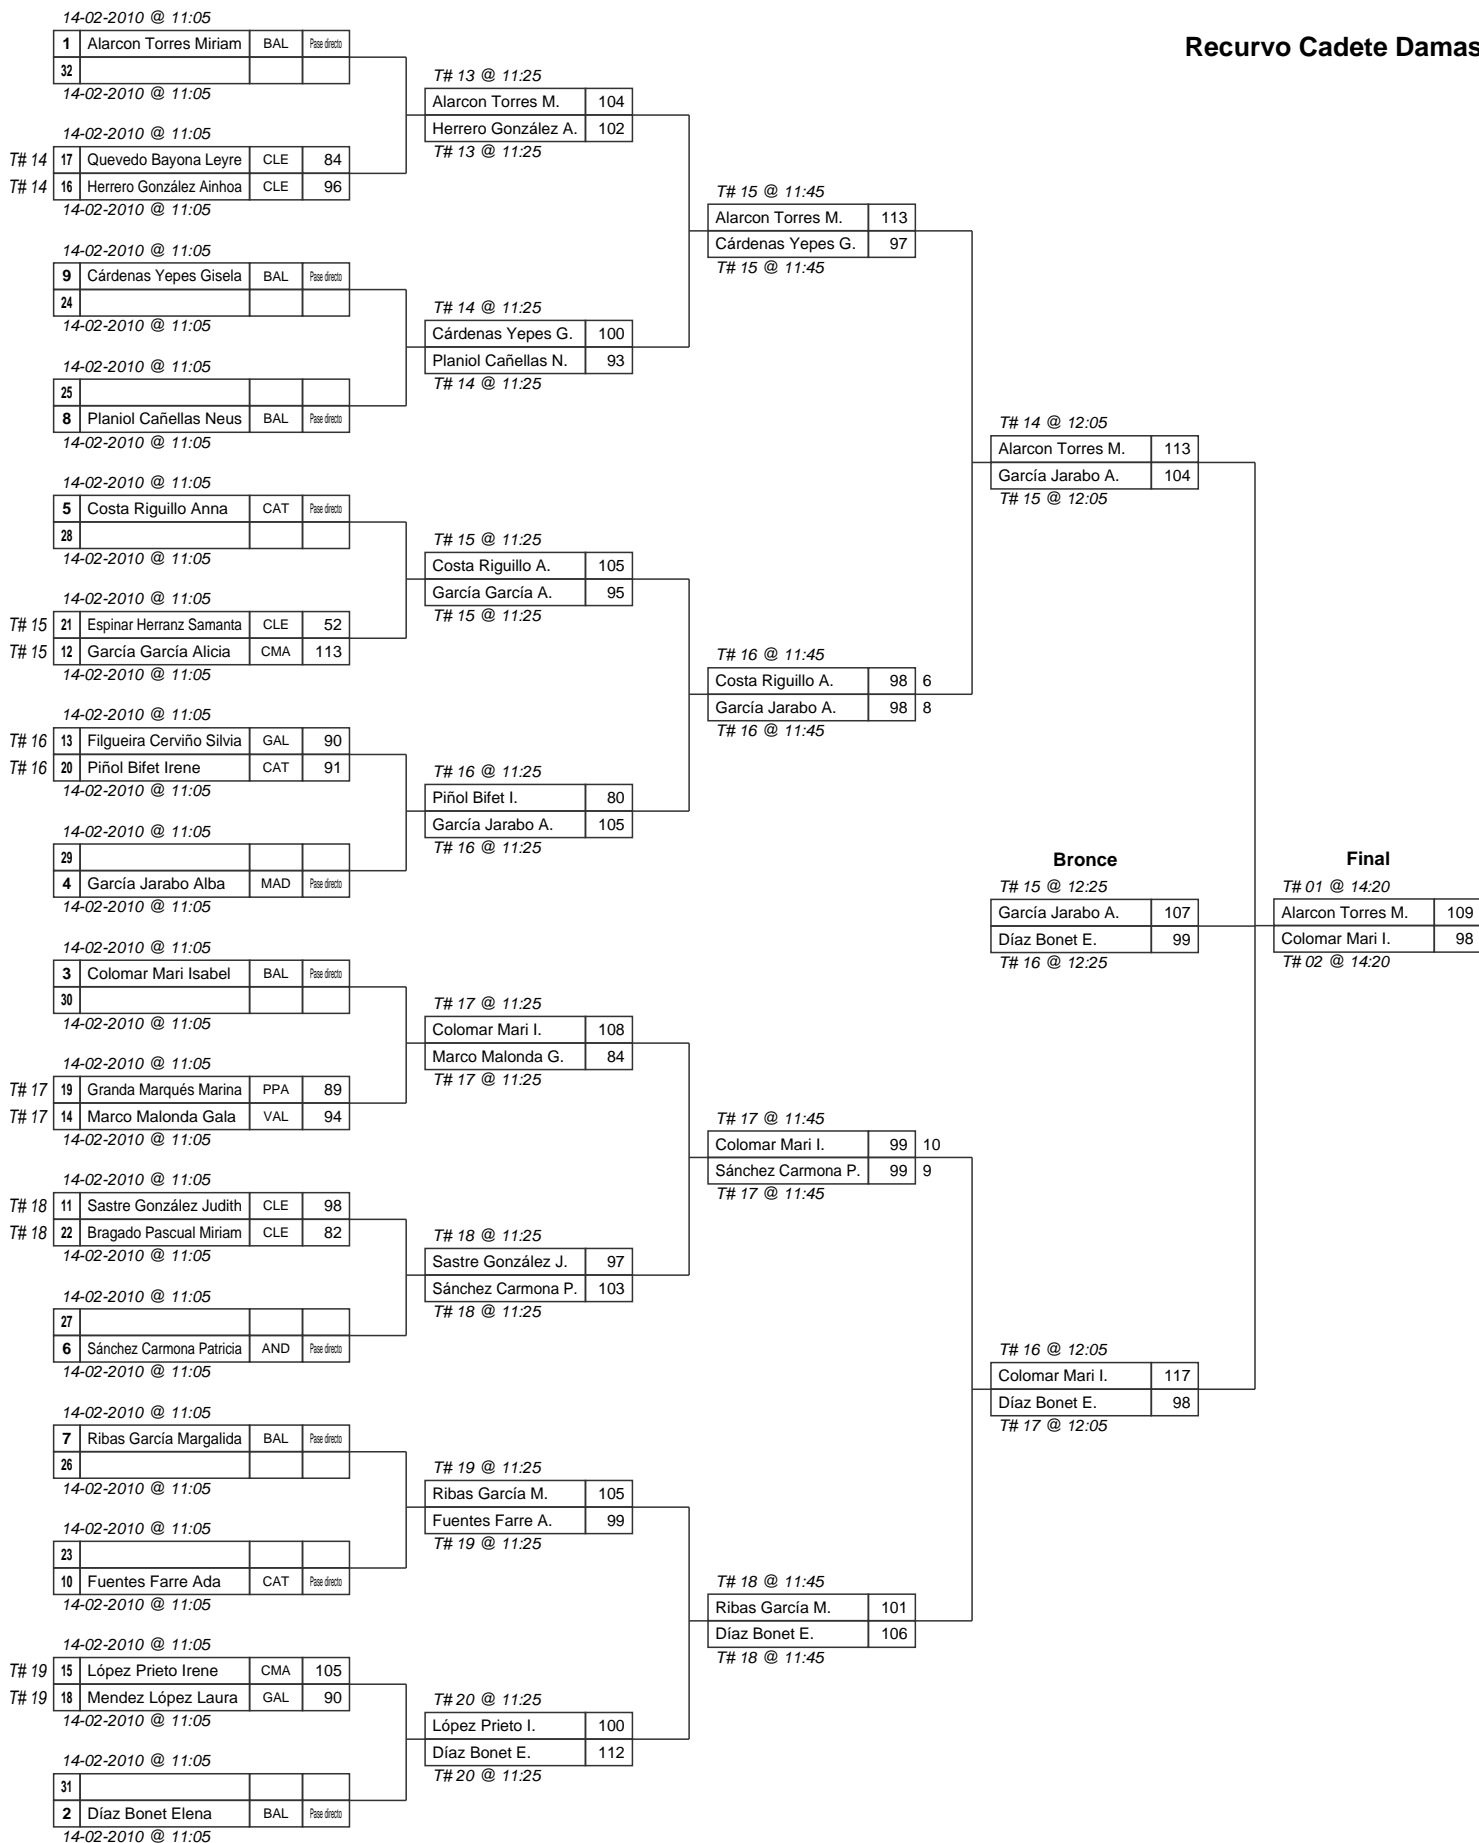 Recurvo Cadete Damas
14-02-2010 @ 11:05
1 Alarcon Torres Miriam BAL Pase directo
32
14-02-2010 @ 11:05
14-02-2010 @ 11:05
T# 14 17 Quevedo Bayona Leyre CLE 84
T# 14 16 Herrero González Ainhoa CLE 96
14-02-2010 @ 11:05
14-02-2010 @ 11:05
9 Cárdenas Yepes Gisela BAL Pase directo
24
14-02-2010 @ 11:05
14-02-2010 @ 11:05
25
8 Planiol Cañellas Neus BAL Pase directo
14-02-2010 @ 11:05
14-02-2010 @ 11:05
5 Costa Riguillo Anna CAT Pase directo
28
14-02-2010 @ 11:05
14-02-2010 @ 11:05
T# 15 21 Espinar Herranz Samanta CLE 52
T# 15 12 García García Alicia CMA 113
14-02-2010 @ 11:05
14-02-2010 @ 11:05
T# 16 13 Filgueira Cerviño Silvia GAL 90
T# 16 20 Piñol Bifet Irene CAT 91
14-02-2010 @ 11:05
14-02-2010 @ 11:05
29
4 García Jarabo Alba MAD Pase directo
14-02-2010 @ 11:05
14-02-2010 @ 11:05
3 Colomar Mari Isabel BAL Pase directo
30
14-02-2010 @ 11:05
14-02-2010 @ 11:05
T# 17 19 Granda Marqués Marina PPA 89
T# 17 14 Marco Malonda Gala VAL 94
14-02-2010 @ 11:05
14-02-2010 @ 11:05
T# 18 11 Sastre González Judith CLE 98
T# 18 22 Bragado Pascual Miriam CLE 82
14-02-2010 @ 11:05
14-02-2010 @ 11:05
27
6 Sánchez Carmona Patricia AND Pase directo
14-02-2010 @ 11:05
14-02-2010 @ 11:05
7 Ribas García Margalida BAL Pase directo
26
14-02-2010 @ 11:05
14-02-2010 @ 11:05
23
10 Fuentes Farre Ada CAT Pase directo
14-02-2010 @ 11:05
14-02-2010 @ 11:05
T# 19 15 López Prieto Irene CMA 105
T# 19 18 Mendez López Laura GAL 90
14-02-2010 @ 11:05
14-02-2010 @ 11:05
31
2 Díaz Bonet Elena BAL Pase directo
14-02-2010 @ 11:05
T# 13 @ 11:25
Alarcon Torres M. 104
Herrero González A. 102
T# 13 @ 11:25
T# 14 @ 11:25
Cárdenas Yepes G. 100
Planiol Cañellas N. 93
T# 14 @ 11:25
T# 15 @ 11:25
Costa Riguillo A. 105
García García A. 95
T# 15 @ 11:25
T# 16 @ 11:25
Piñol Bifet I. 80
García Jarabo A. 105
T# 16 @ 11:25
T# 17 @ 11:25
Colomar Mari I. 108
Marco Malonda G. 84
T# 17 @ 11:25
T# 18 @ 11:25
Sastre González J. 97
Sánchez Carmona P. 103
T# 18 @ 11:25
T# 19 @ 11:25
Ribas García M. 105
Fuentes Farre A. 99
T# 19 @ 11:25
T# 20 @ 11:25
López Prieto I. 100
Díaz Bonet E. 112
T# 20 @ 11:25
T# 15 @ 11:45
Alarcon Torres M. 113
Cárdenas Yepes G. 97
T# 15 @ 11:45
T# 16 @ 11:45
Costa Riguillo A. 98 6
García Jarabo A. 98 8
T# 16 @ 11:45
T# 17 @ 11:45
Colomar Mari I. 99 10
Sánchez Carmona P. 99 9
T# 17 @ 11:45
T# 18 @ 11:45
Ribas García M. 101
Díaz Bonet E. 106
T# 18 @ 11:45
T# 14 @ 12:05
Alarcon Torres M. 113
García Jarabo A. 104
T# 15 @ 12:05
Bronce
T# 15 @ 12:25
García Jarabo A. 107
Díaz Bonet E. 99
T# 16 @ 12:25
T# 16 @ 12:05
Colomar Mari I. 117
Díaz Bonet E. 98
T# 17 @ 12:05
Final
T# 01 @ 14:20
Alarcon Torres M. 109
Colomar Mari I. 98
T# 02 @ 14:20